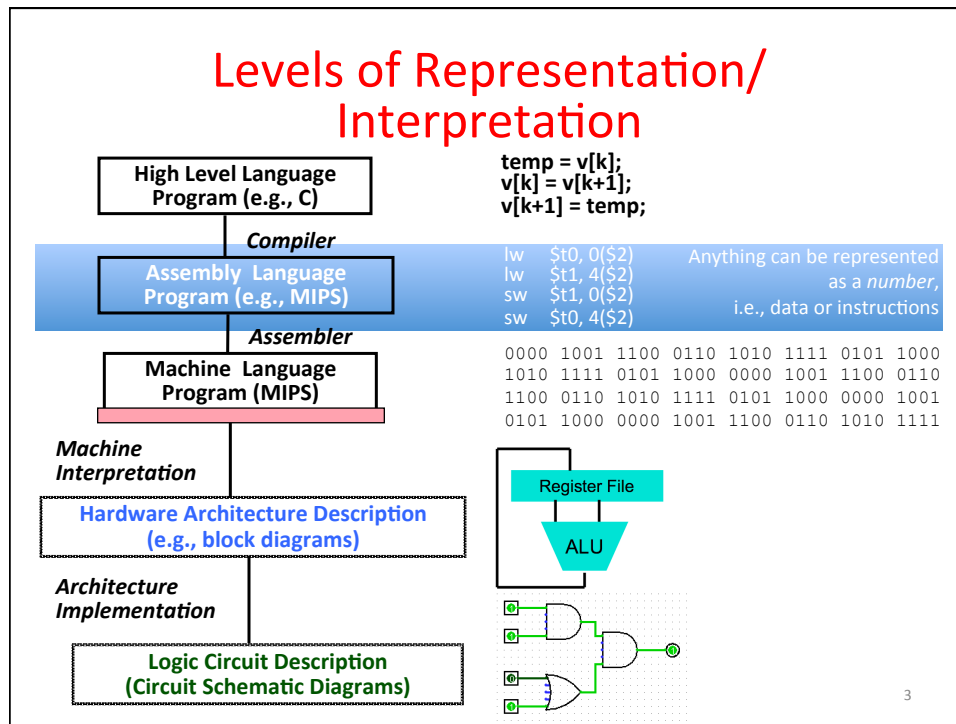 Levels of Representation/
Interpretation
High Level Language
Program (e.g., C)
temp = v[k];
v[k] = v[k+1];
v[k+1] = temp;
Compiler
Assembly Language
Program (e.g., MIPS)
lw $t0, 0($2)
lw $t1, 4($2)
sw $t1, 0($2)
sw $t0, 4($2)
Anything can be represented
as a number,
i.e., data or instructions
Assembler
Machine Language
Program (MIPS)
0000 1001 1100 0110 1010 1111 0101 1000
1010 1111 0101 1000 0000 1001 1100 0110
1100 0110 1010 1111 0101 1000 0000 1001
0101 1000 0000 1001 1100 0110 1010 1111
Machine
Interpretation
Register File
ALU
Hardware Architecture Description
(e.g., block diagrams)
Architecture
Implementation
Logic Circuit Description
(Circuit Schematic Diagrams)
3